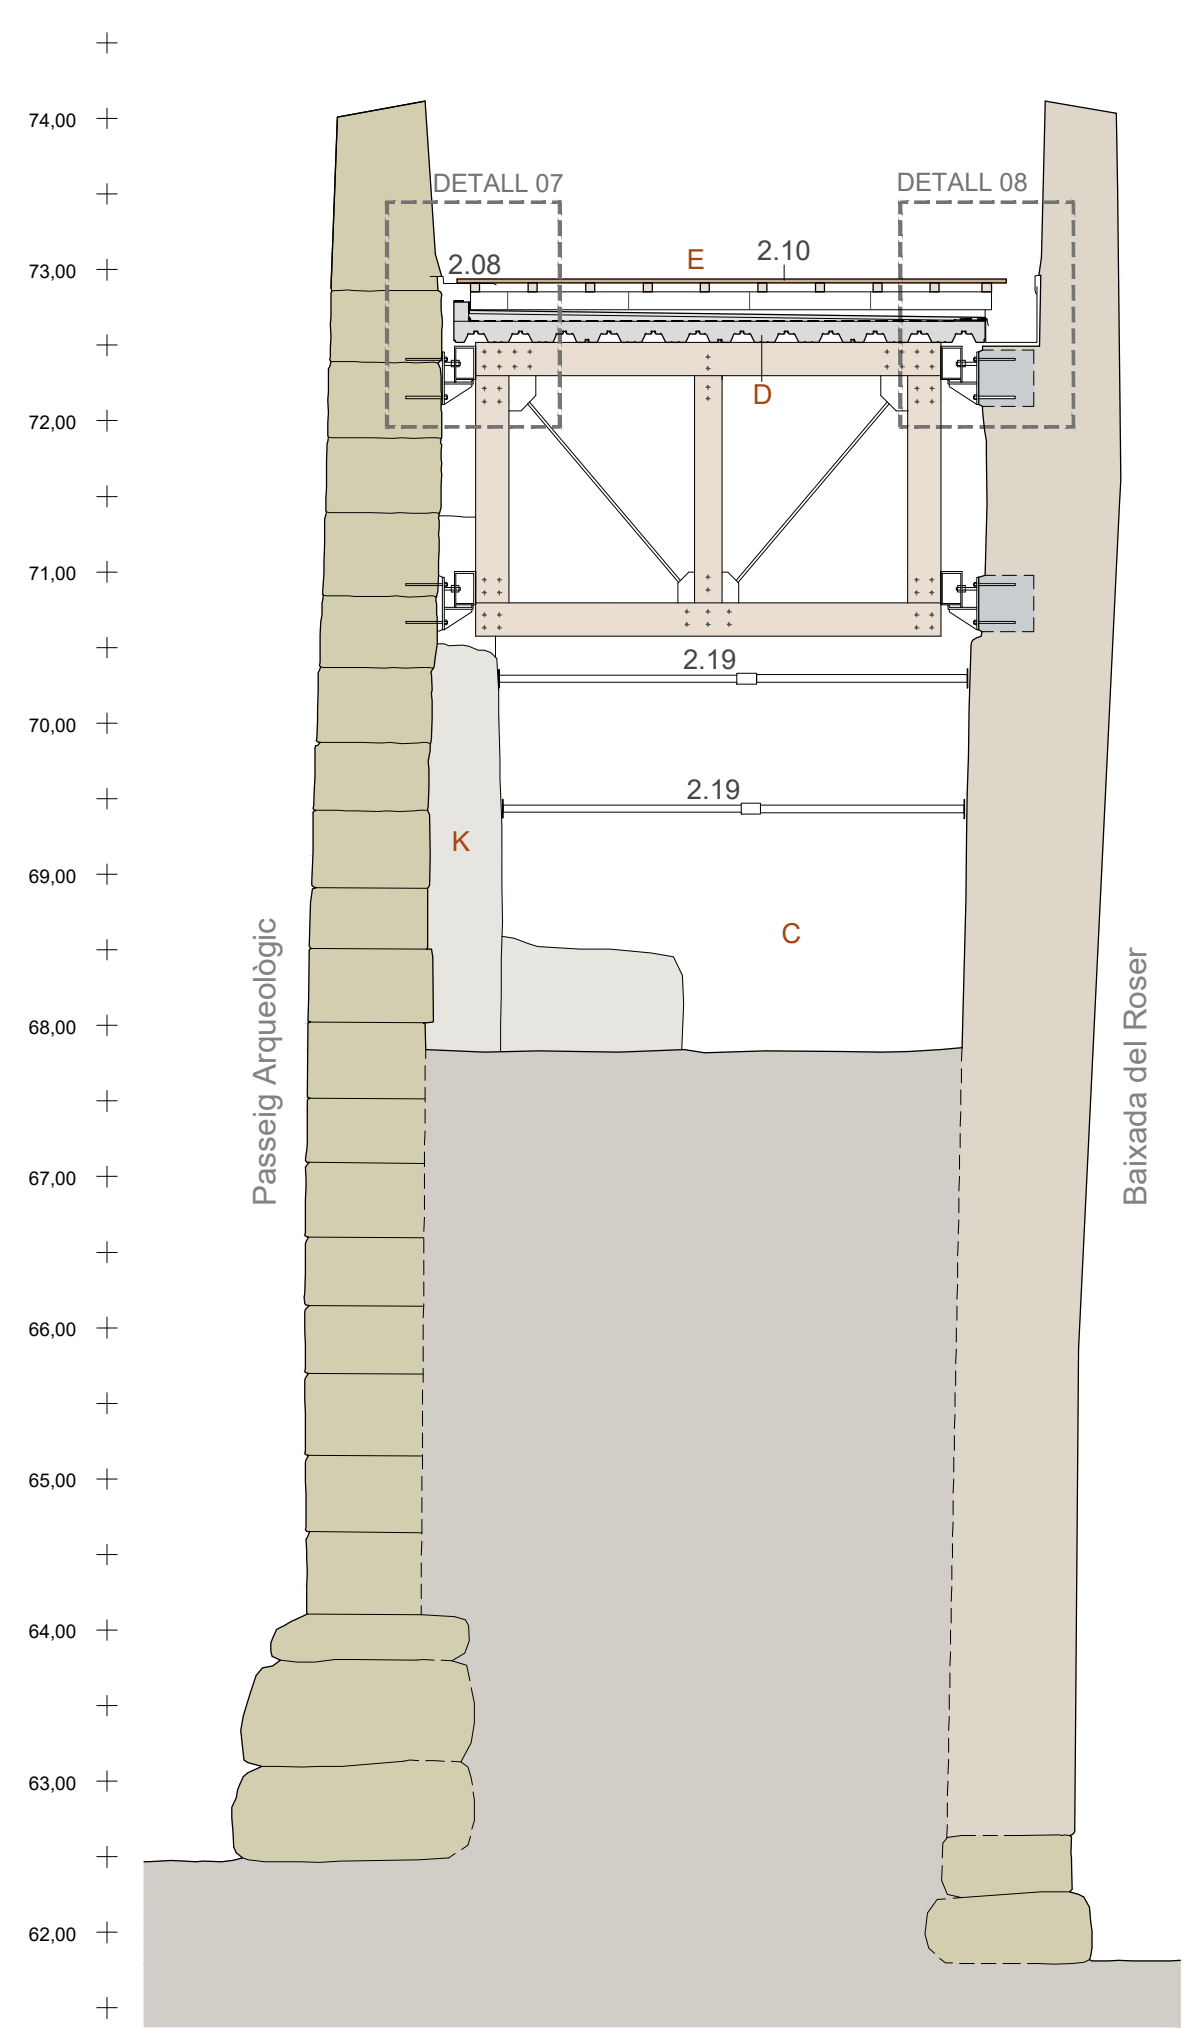 74,00
DETALL 07
DETALL 08
73,00
2.08
E
2.10
D
72,00
71,00
2.19
70,00
2.19
K
69,00
C
Passeig Arqueològic
Baixada del Roser
68,00
67,00
66,00
65,00
64,00
63,00
62,00